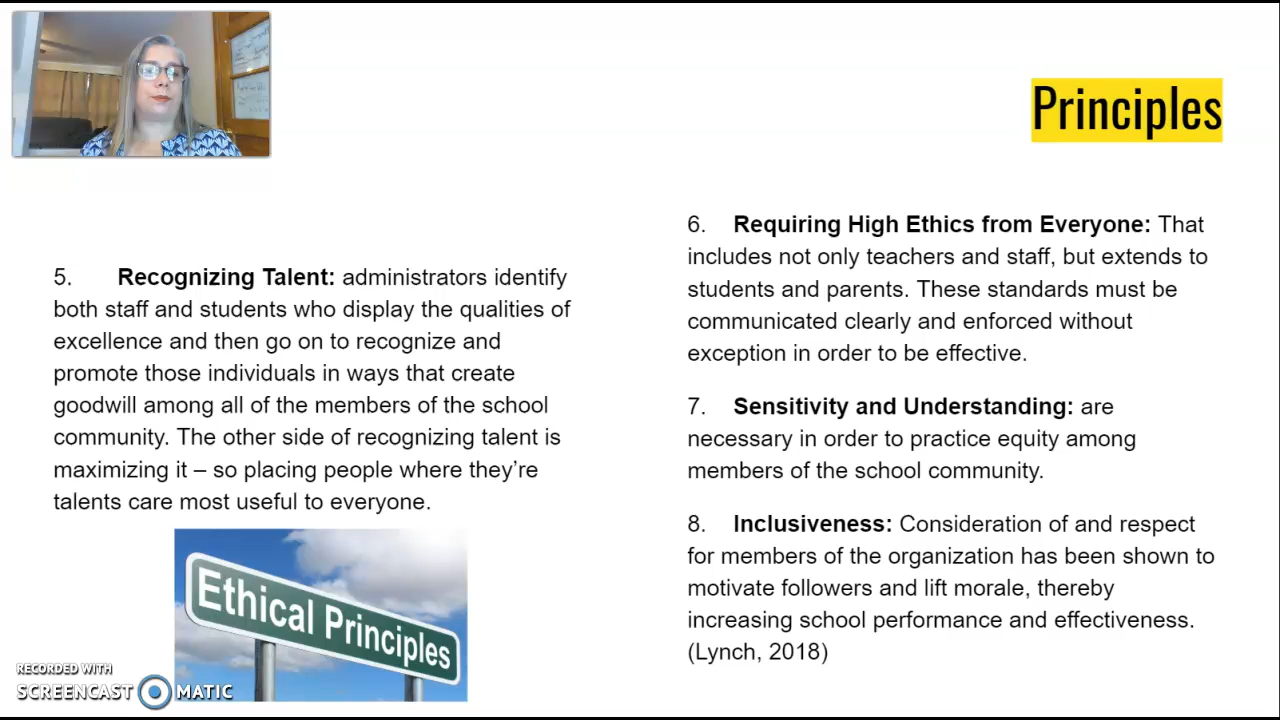 Principles
5. Recognizing Talent: administrators identify
both staff and students who display the qualities of
excellence and then go on to recognize and
promote those individuals in ways that create
goodwill among all of the members of the school
community. The other side of recognizing talent is
maximizing it – so placing people where they're
talents care most useful to everyone.
Ethical Principles
6. Requiring High Ethics from Everyone: That
includes not only teachers and staff, but extends to
students and parents. These standards must be
communicated clearly and enforced without
exception in order to be effective.
7. Sensitivity and Understanding: are
necessary in order to practice equity among
members of the school community.
8. Inclusiveness: Consideration of and respect
for members of the organization has been shown to
motivate followers and lift morale, thereby
increasing school performance and effectiveness.
(Lynch, 2018)
RECORDED WITH
SCREENCAST MATIC